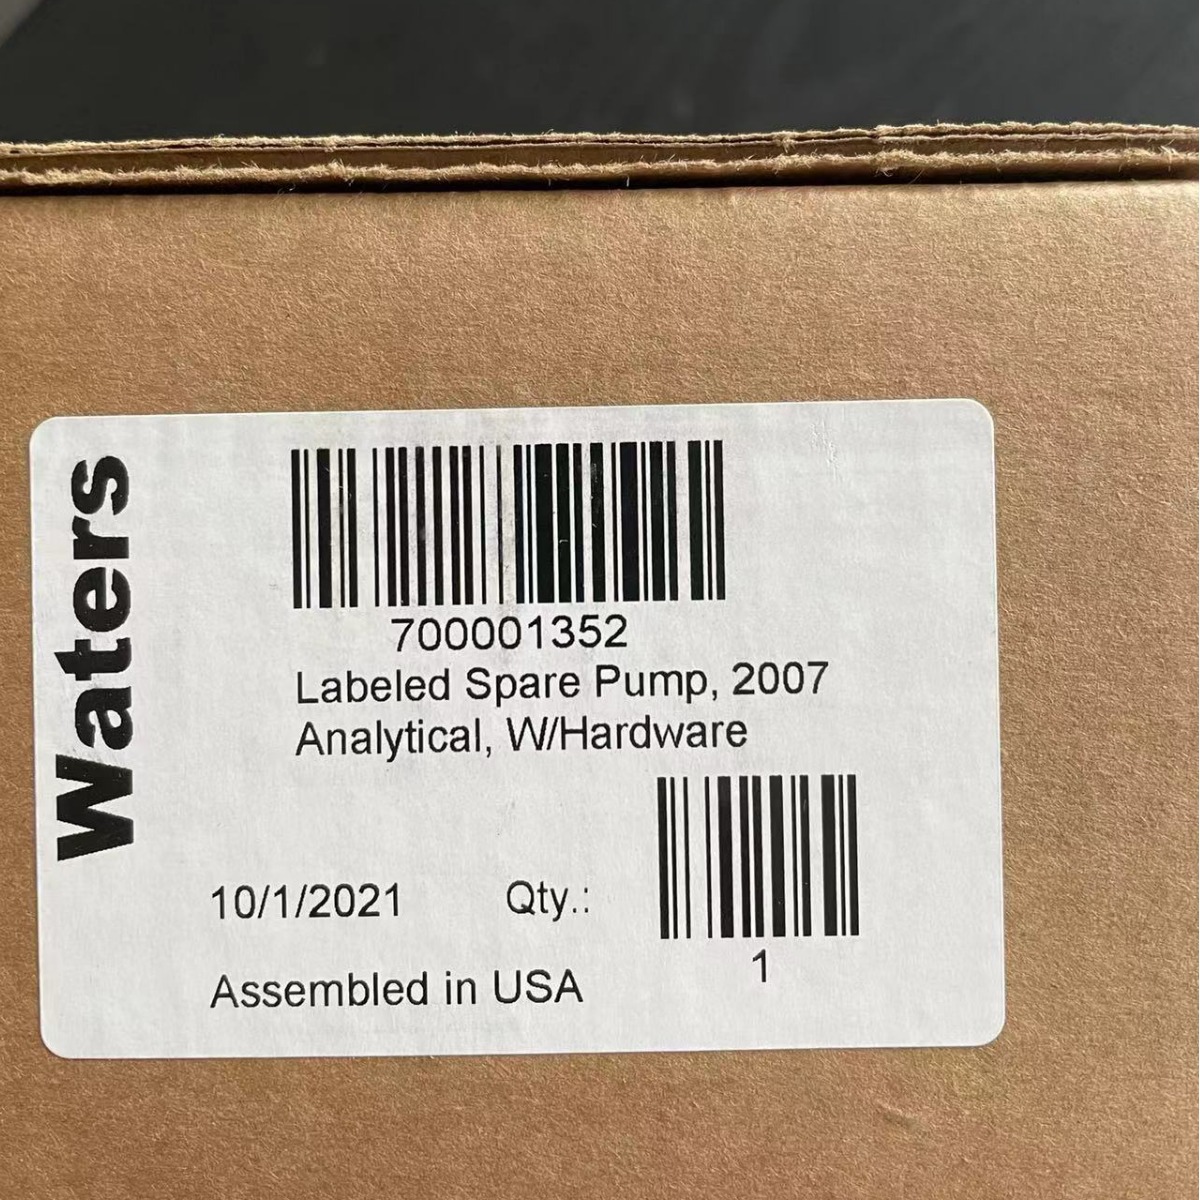 Waters
700001352
Labeled Spare Pump, 2007
Analytical, W/Hardware
10/1/2021 Qty.:
1
Assembled in USA